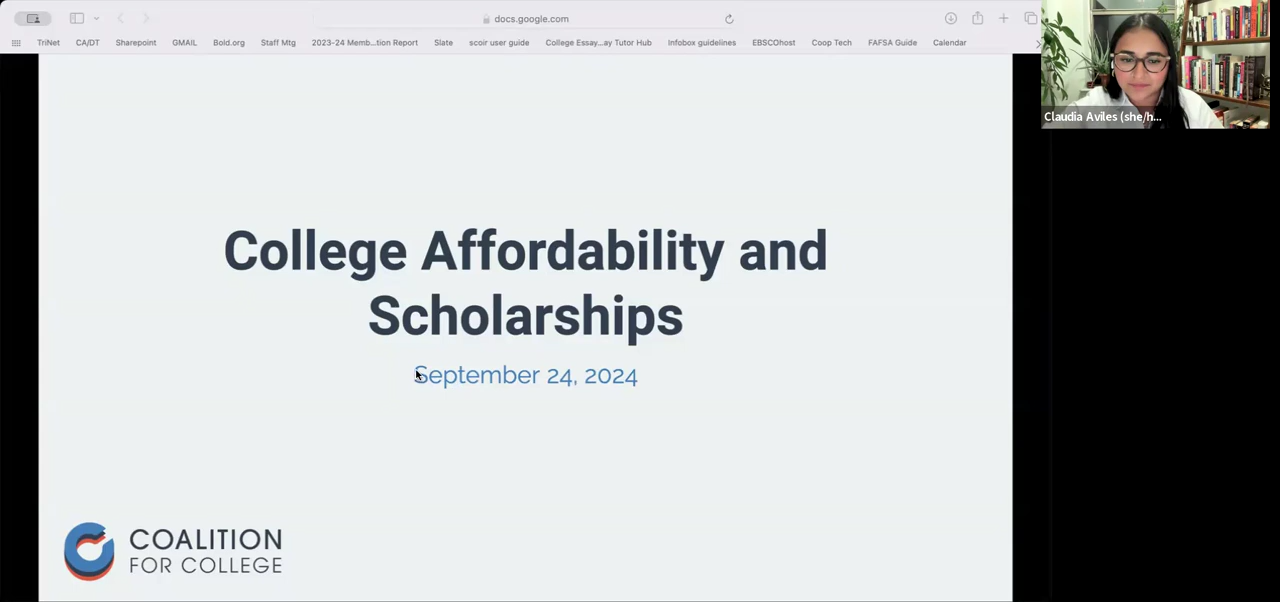 docs.google.com
TriNet CA/DT Sharepoint GMAIL Bold.org Staff Mtg 2023-24 Memb...tion Report Slate scoir user guide College Essay...ay Tutor Hub Infobox guidelines EBSCOhost Coop Tech FAFSA Guide Calendar
Claudia Aviles (she/h...
College Affordability and
Scholarships
September 24, 2024
COALITION
FOR COLLEGE